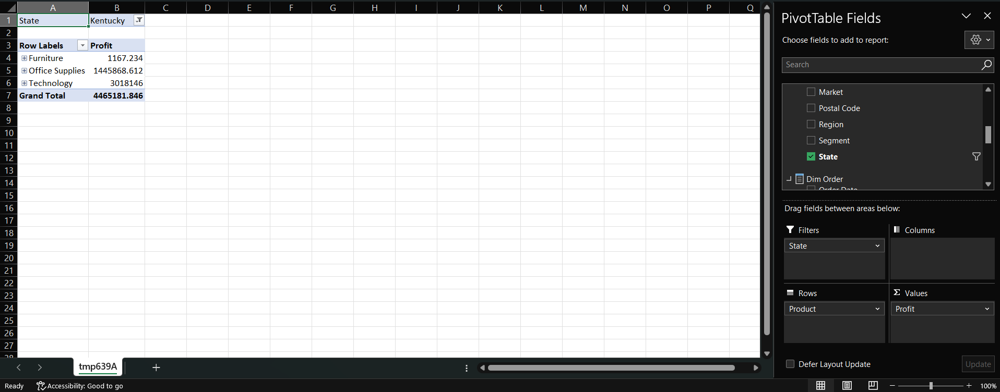 A B C D E F G H I J K L M N O P Q
1 State Kentucky
2
3 Row Labels Profit
4 Furniture 1167.234
5 Office Supplies 1445868.612
6 Technology 3018146
7 Grand Total 4465181.846
8
9
10
11
12
13
14
15
16
17
18
19
20
21
22
23
24
25
26
27
28
tmp639A
Ready Accessibility: Good to go
100%
PivotTable Fields
Choose fields to add to report:
Search
Market
Postal Code
Region
Segment
State
Dim Order
Order Date
Drag fields between areas below:
Filters
State
Columns
Rows
Product
Values
Profit
Defer Layout Update
Update